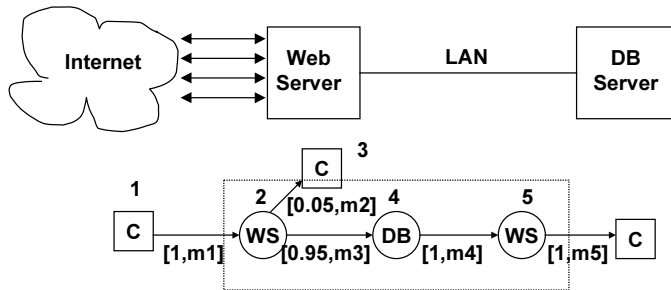 Internet
Web
Server
LAN
DB
Server
1
C
[1,m1]
2
WS
C
3
[0.05,m2]
[0.95,m3]
4
DB
[1,m4]
5
WS
[1,m5]
C